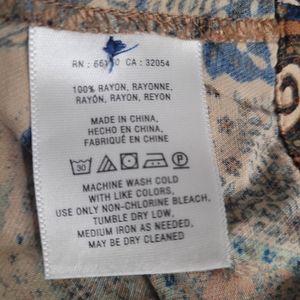 RN : CA : 32054
100% RAYON, RAYONNE,
RAYÓN, RAYON, REYON
MADE IN CHINA,
HECHO EN CHINA,
FABRIQUÉ EN CHINE
30
P
MACHINE WASH COLD
WITH LIKE COLORS,
USE ONLY NON-CHLORINE BLEACH,
TUMBLE DRY LOW,
MEDIUM IRON AS NEEDED,
MAY BE DRY CLEANED